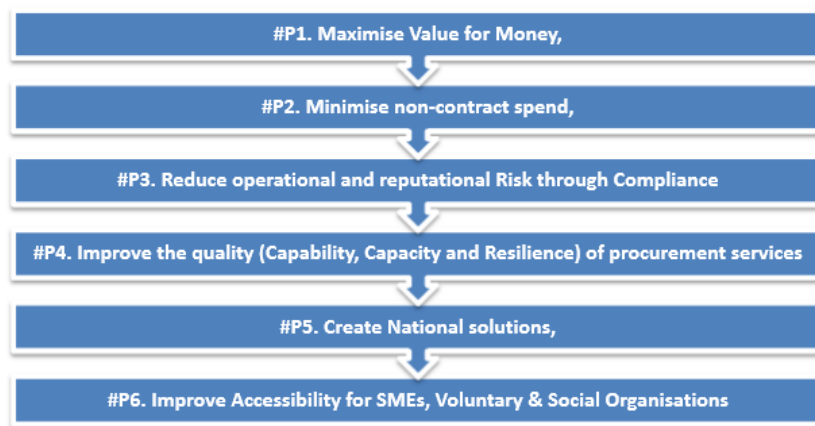 #P1. Maximise Value for Money,
#P2. Minimise non-contract spend,
#P3. Reduce operational and reputational Risk through Compliance
#P4. Improve the quality (Capability, Capacity and Resilience) of procurement services
#P5. Create National solutions,
#P6. Improve Accessibility for SMEs, Voluntary & Social Organisations